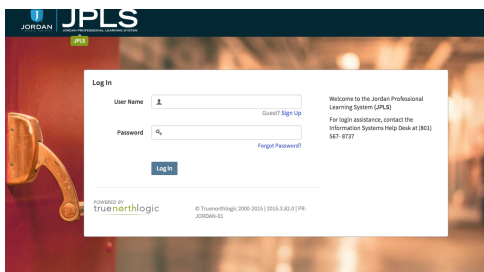 JORDAN
JPLS
JORDAN PROFESSIONAL LEARNING SYSTEM
JPLS
Log In
User Name
Guest? Sign Up
Password
Forgot Password?
Log In
Welcome to the Jordan Professional
Learning System (JPLS)
For login assistance, contact the
Information Systems Help Desk at (801)
567- 8737
POWERED BY
truenorthlogic
© Truenorthlogic 2000-2015 | 2015.3.82.0 | PR-
JORDAN-01